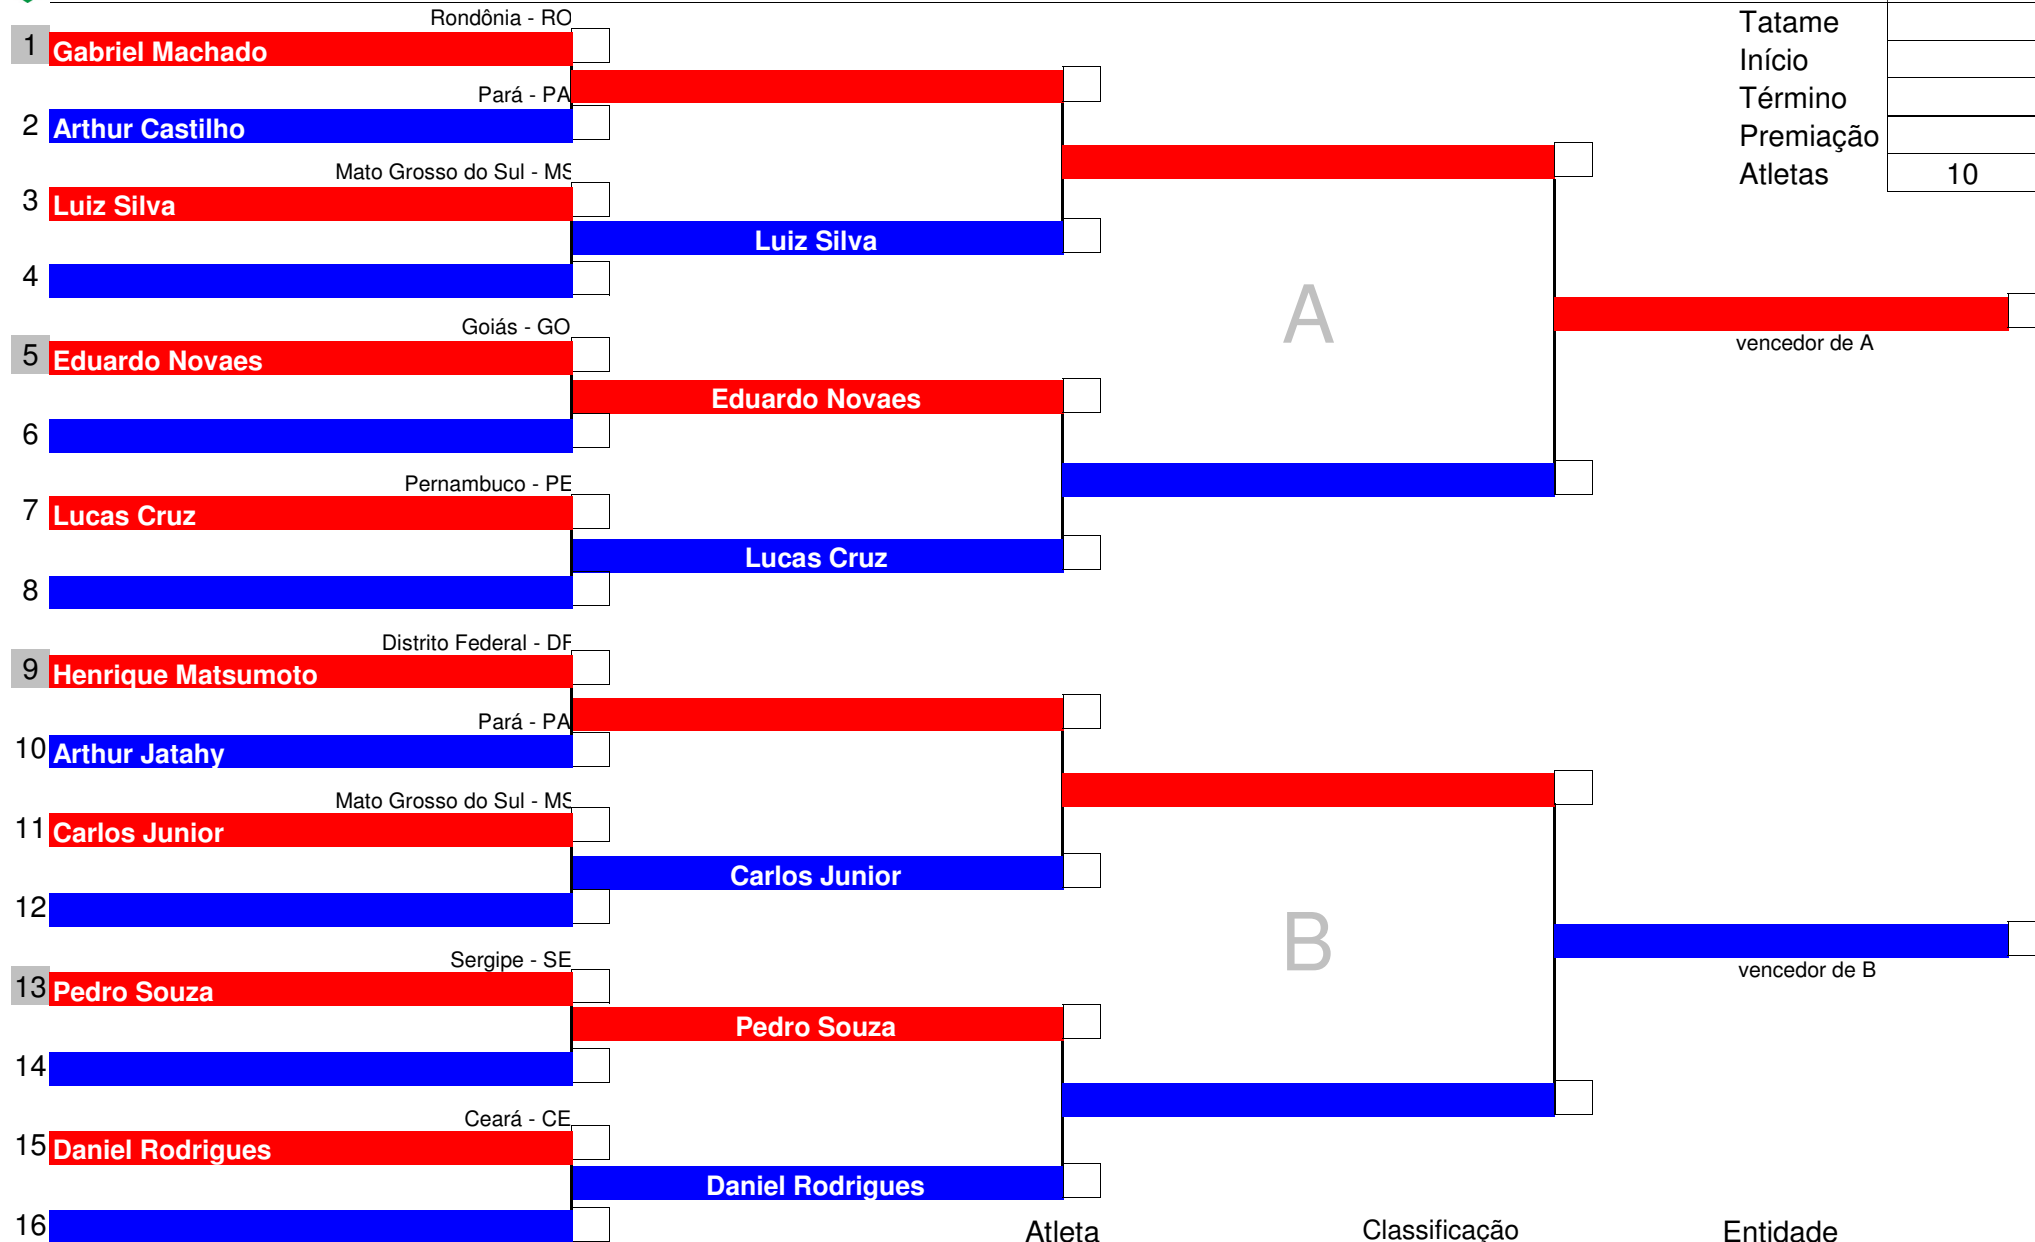 Rondônia - RO
1 Gabriel Machado
Pará - PA
2 Arthur Castilho
Mato Grosso do Sul - MS
3 Luiz Silva
Luiz Silva
4
Goiás - GO
5 Eduardo Novaes
Eduardo Novaes
6
Pernambuco - PE
7 Lucas Cruz
Lucas Cruz
8
Distrito Federal - DF
9 Henrique Matsumoto
Pará - PA
10 Arthur Jatahy
Mato Grosso do Sul - MS
11 Carlos Junior
Carlos Junior
12
Sergipe - SE
13 Pedro Souza
Pedro Souza
14
Ceará - CE
15 Daniel Rodrigues
Daniel Rodrigues
16
A
vencedor de A
B
vencedor de B
Tatame
Início
Término
Premiação
Atletas 10
Atleta Classificação Entidade